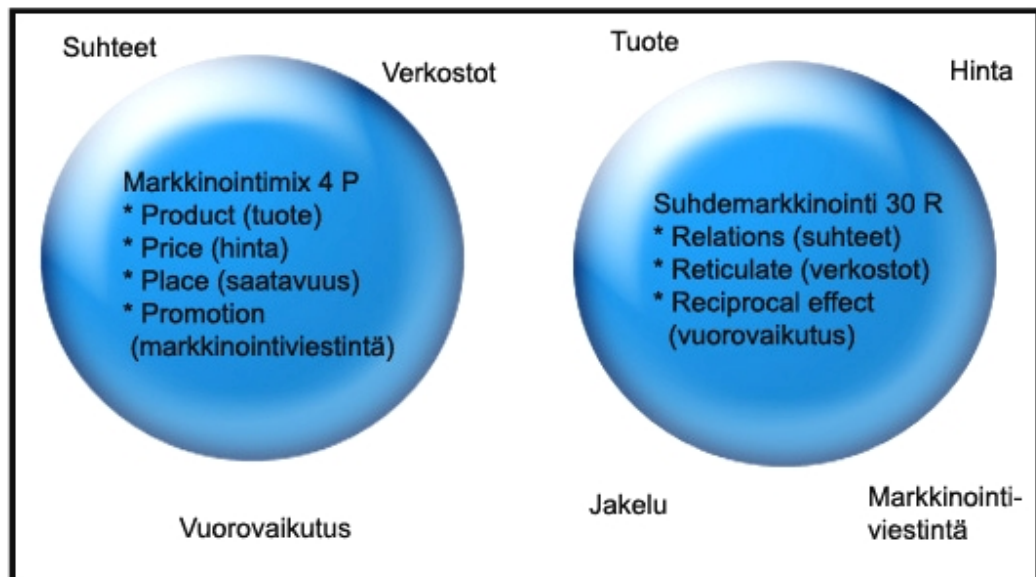 Suhteet
Verkostot
Markkinointimix 4 P
* Product (tuote)
* Price (hinta)
* Place (saatavuus)
* Promotion
(markkinointiviestintä)
Vuorovaikutus
Tuote
Hinta
Suhdemarkkinointi 30 R
* Relations (suhteet)
* Reticulate (verkostot)
* Reciprocal effect
(vuorovaikutus)
Jakelu
Markkinointi-
viestintä